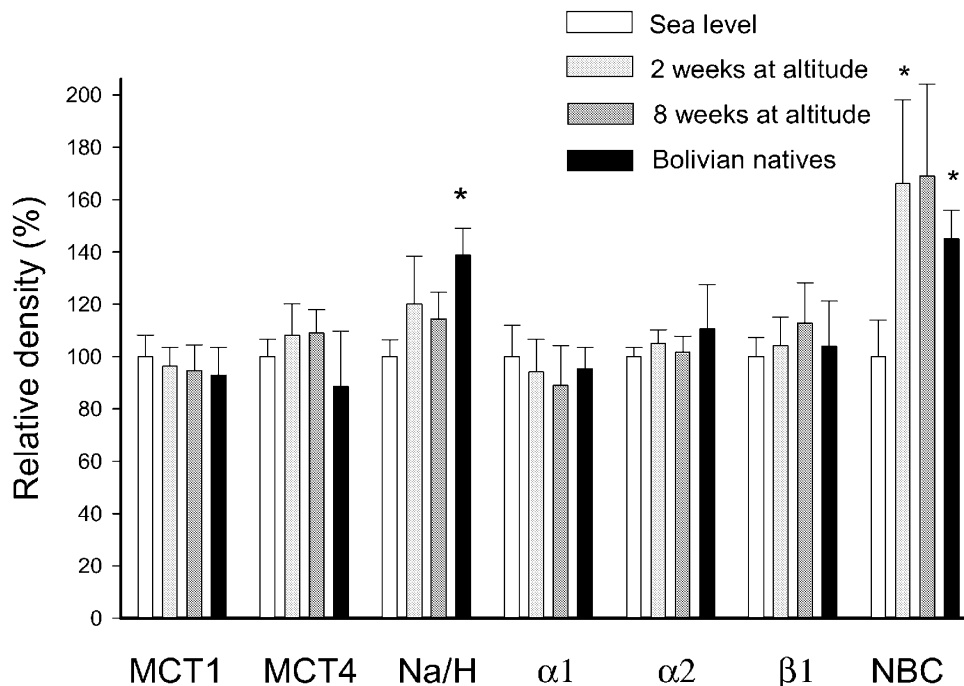 Sea level
2 weeks at altitude
8 weeks at altitude
Bolivian natives
Relative density (%)
200
180
160
140
120
100
80
60
40
20
0
*
*
*
MCT1 MCT4 Na/H α1 α2 β1 NBC